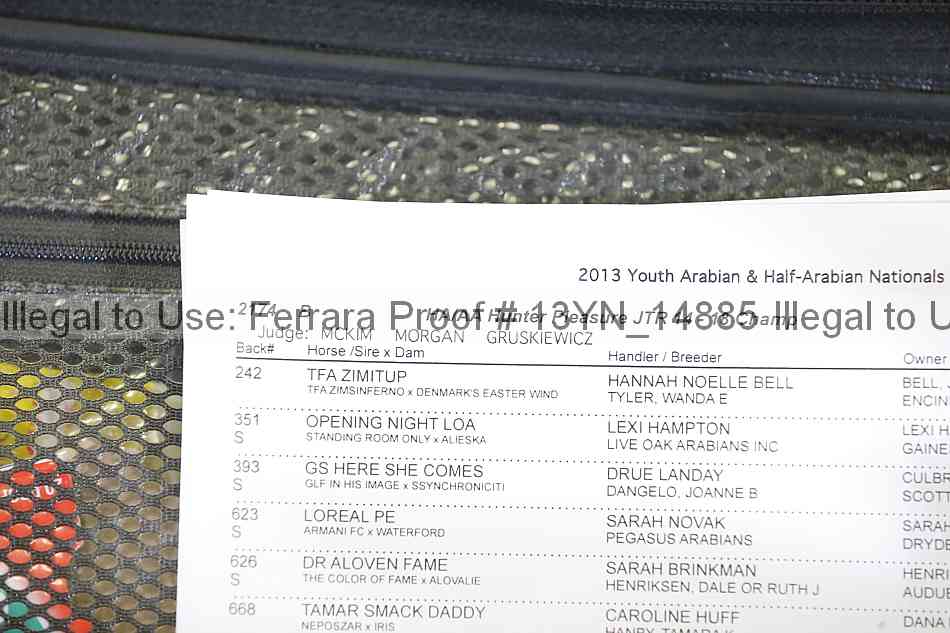 2013 Youth Arabian & Half-Arabian Nationals
2174 HA/AA Hunter Pleasure JTR 14-18 Champ
Illegal to Use: Ferrara Proof # 13YN_14885 Illegal to U
Judge: MCKIM MORGAN GRUSKIEWICZ
Back# Horse /Sire x Dam Handler / Breeder Owner
242 TFA ZIMITUP HANNAH NOELLE BELL BELL,
TFA ZIMSINFERNO x DENMARK'S EASTER WIND TYLER, WANDA E ENCIN
351 OPENING NIGHT LOA LEXI HAMPTON LEXI H
S STANDING ROOM ONLY x ALIESKA LIVE OAK ARABIANS INC GAINE
393 GS HERE SHE COMES DRUE LANDAY CULBR
S GLF IN HIS IMAGE x SSYNCHRONICITI DANGELO, JOANNE B SCOTT
623 LOREAL PE SARAH NOVAK SARAH
S ARMANI FC x WATERFORD PEGASUS ARABIANS DRYDE
626 DR ALOVEN FAME SARAH BRINKMAN HENRI
S THE COLOR OF FAME x ALOVALIE HENRIKSEN, DALE OR RUTH J AUDU
668 TAMAR SMACK DADDY CAROLINE HUFF DANA
NEPOSZAR x IRIS